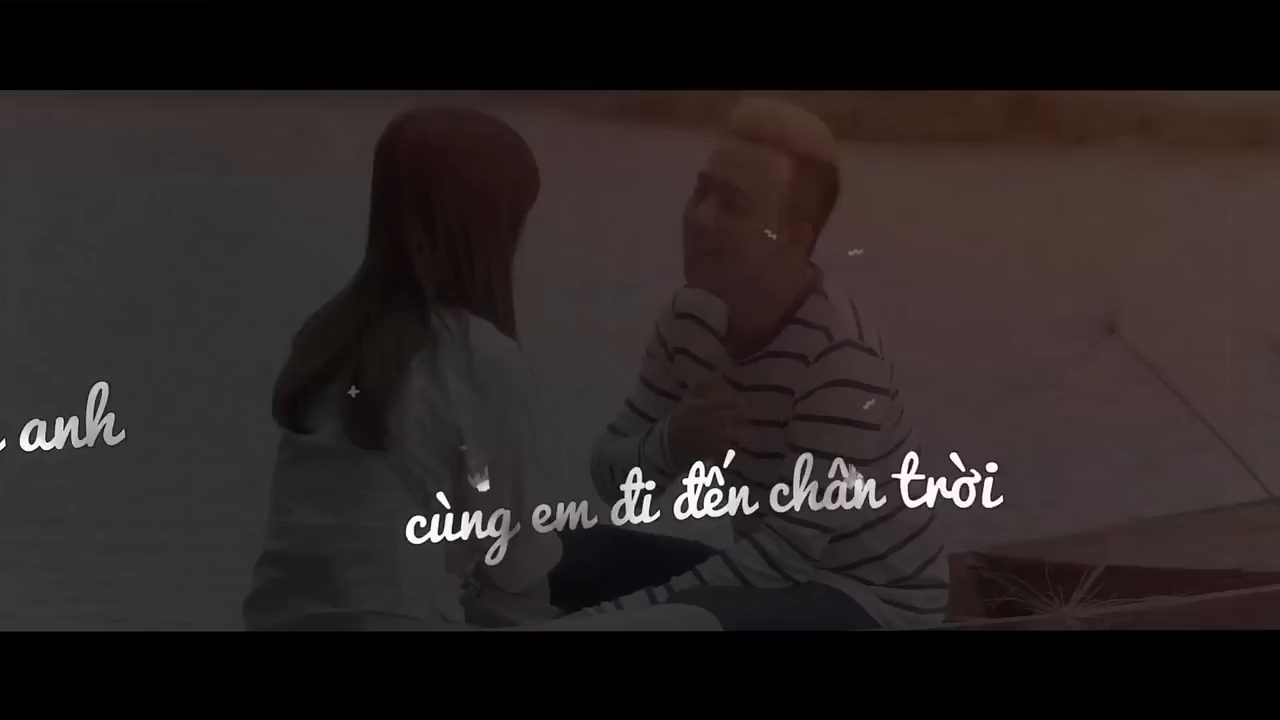 anh
cùng em đi đến chân trời